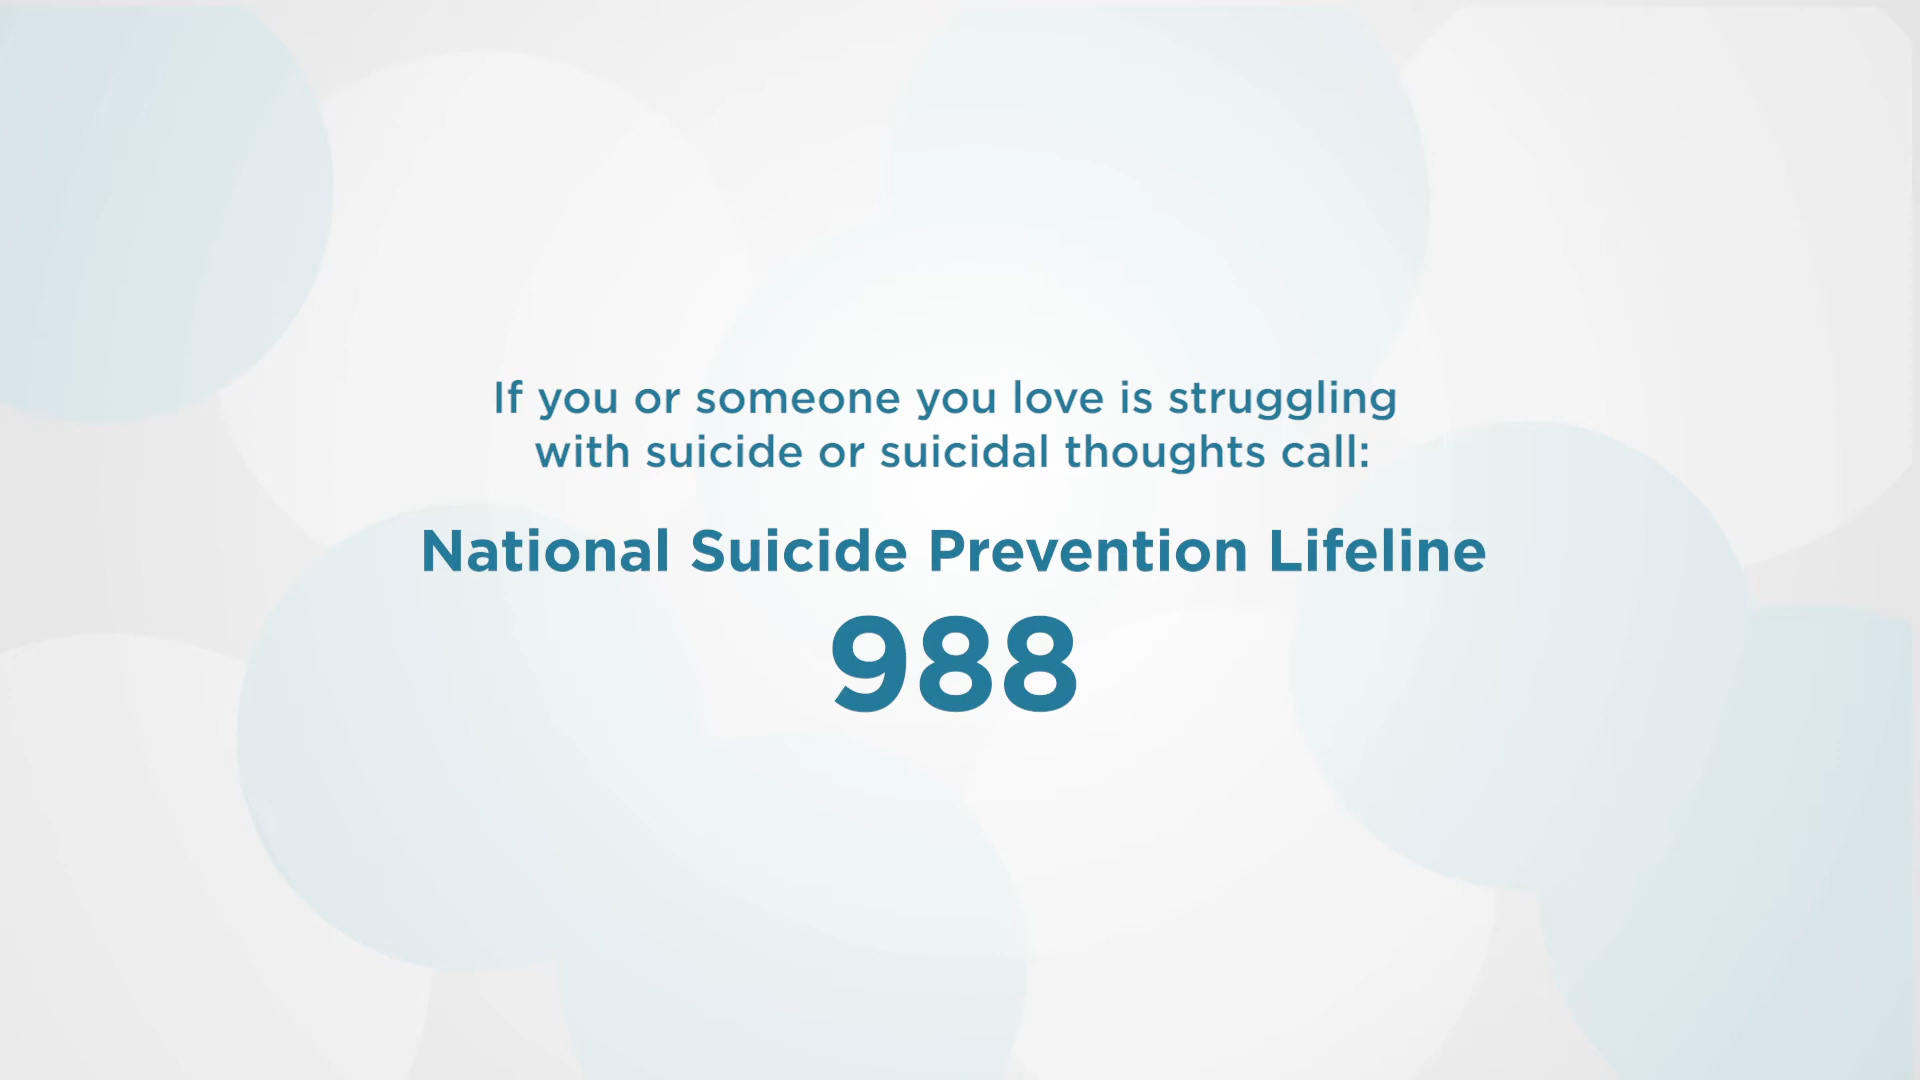 If you or someone you love is struggling
with suicide or suicidal thoughts call:
National Suicide Prevention Lifeline
988